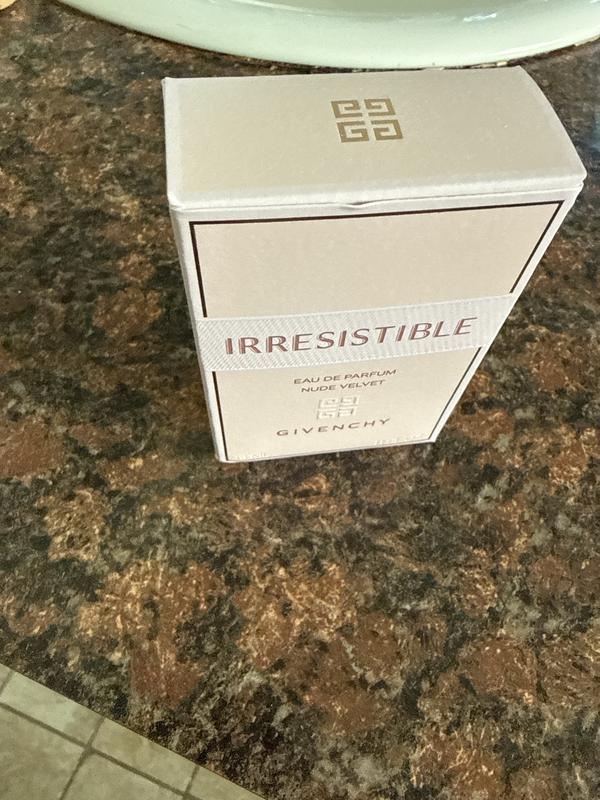 IRRESISTIBLE
EAU DE PARFUM
NUDE VELVET
GIVENCHY